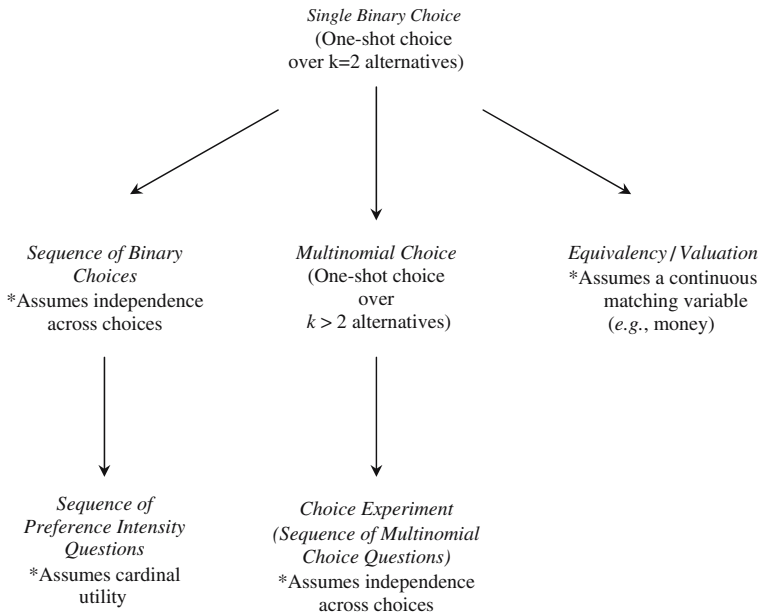 Single Binary Choice
(One-shot choice
over k=2 alternatives)
Sequence of Binary
Choices
*Assumes independence
across choices
Multinomial Choice
(One-shot choice
over
k > 2 alternatives)
Equivalency / Valuation
*Assumes a continuous
matching variable
(e.g., money)
Sequence of
Preference Intensity
Questions
*Assumes cardinal
utility
Choice Experiment
(Sequence of Multinomial
Choice Questions)
*Assumes independence
across choices